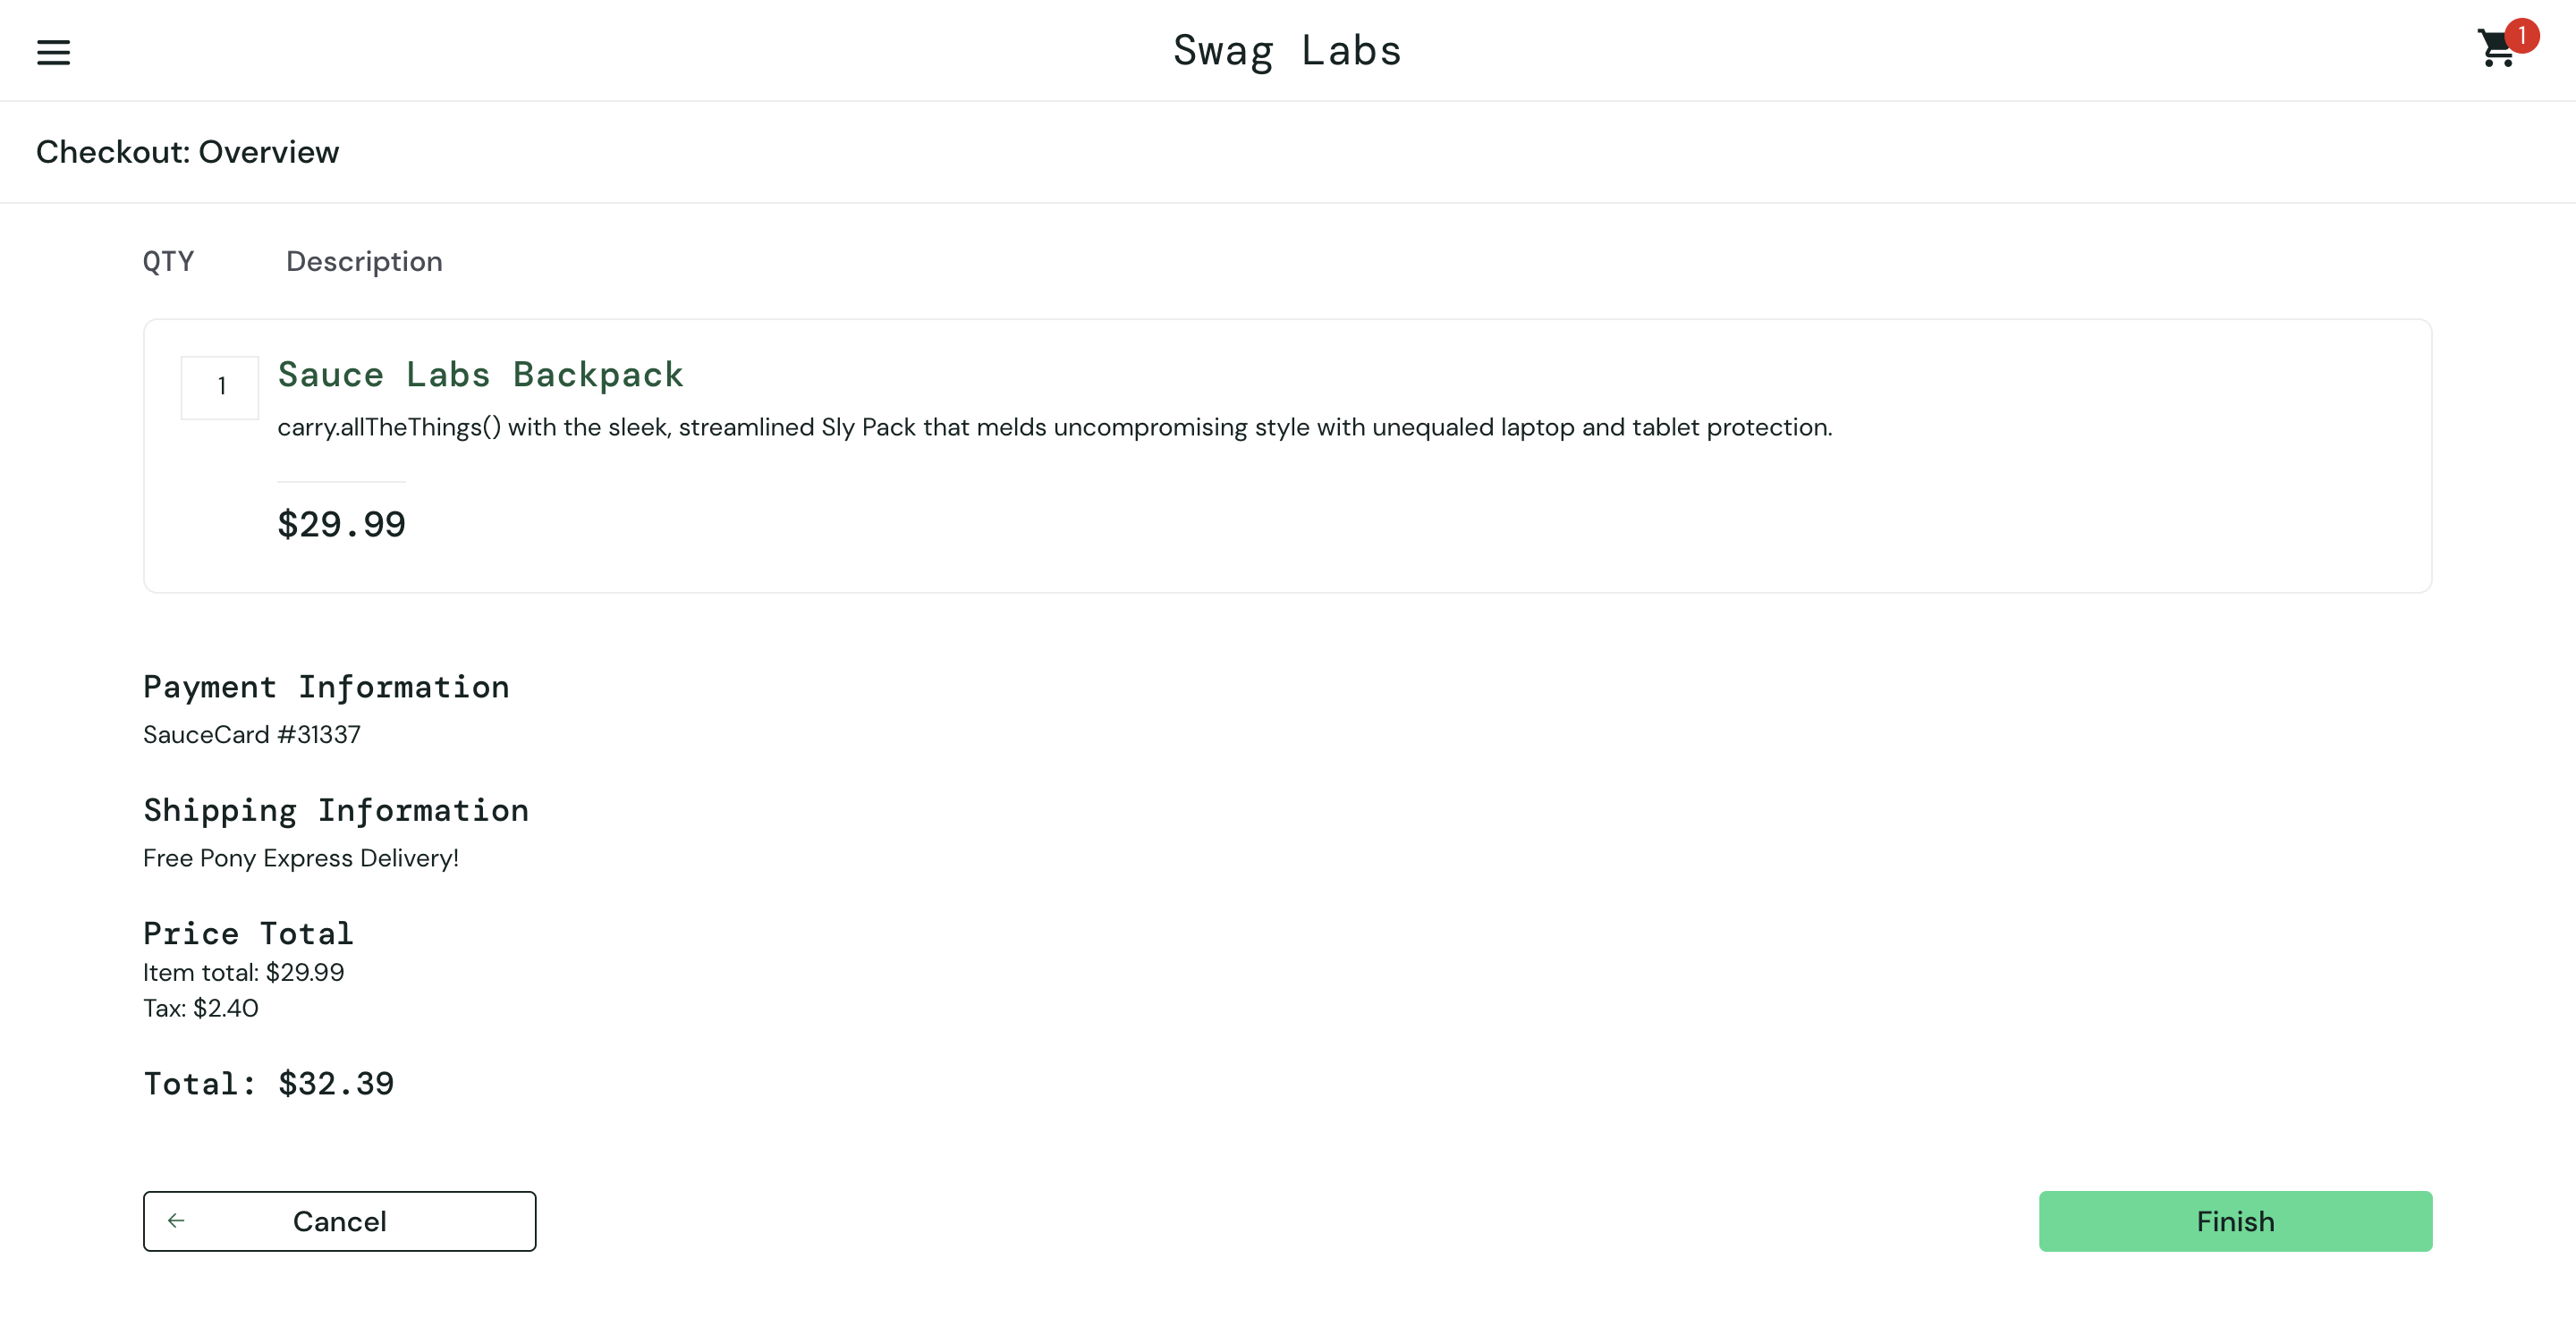 Swag Labs
1
Checkout: Overview
QTY Description
1
Sauce Labs Backpack
carry.allTheThings() with the sleek, streamlined Sly Pack that melds uncompromising style with unequaled laptop and tablet protection.
$29.99
Payment Information
SauceCard #31337
Shipping Information
Free Pony Express Delivery!
Price Total
Item total: $29.99
Tax: $2.40
Total: $32.39
Cancel
Finish